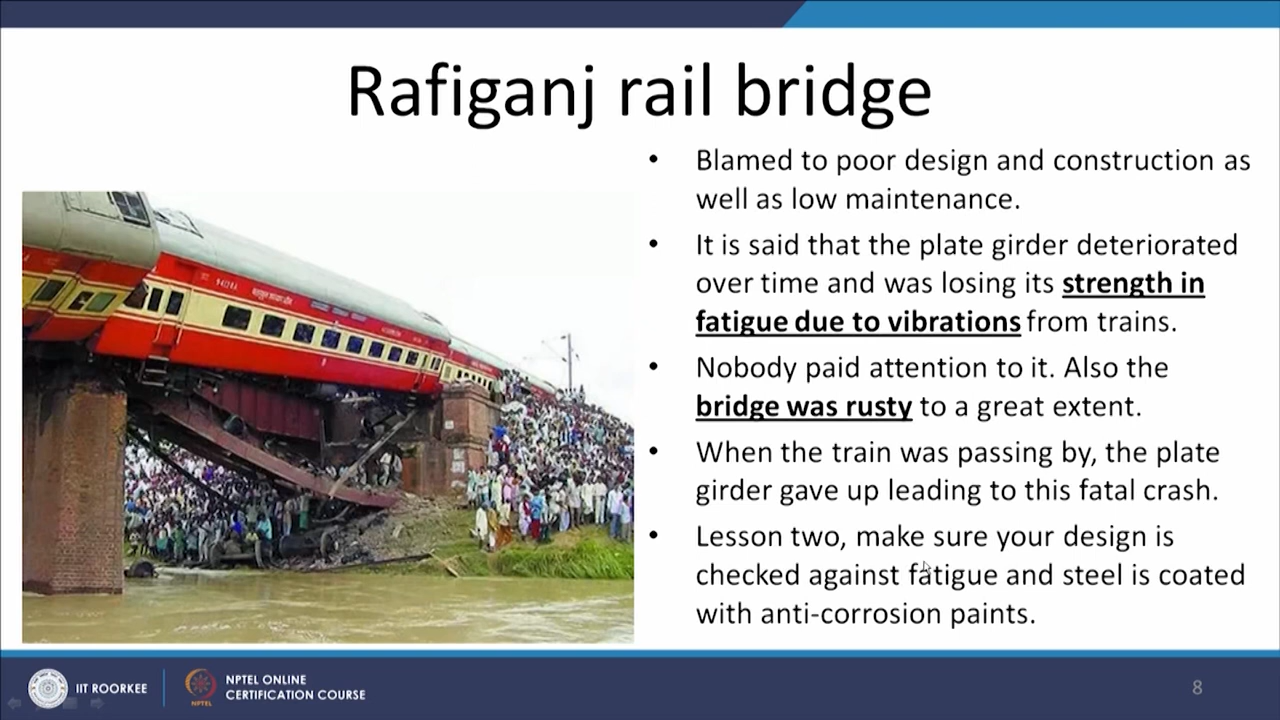 Rafiganj rail bridge
• Blamed to poor design and construction as
well as low maintenance.
• It is said that the plate girder deteriorated
over time and was losing its strength in
fatigue due to vibrations from trains.
• Nobody paid attention to it. Also the
bridge was rusty to a great extent.
• When the train was passing by, the plate
girder gave up leading to this fatal crash.
• Lesson two, make sure your design is
checked against fatigue and steel is coated
with anti-corrosion paints.
IIT ROORKEE
NPTEL
NPTEL ONLINE
CERTIFICATION COURSE
8